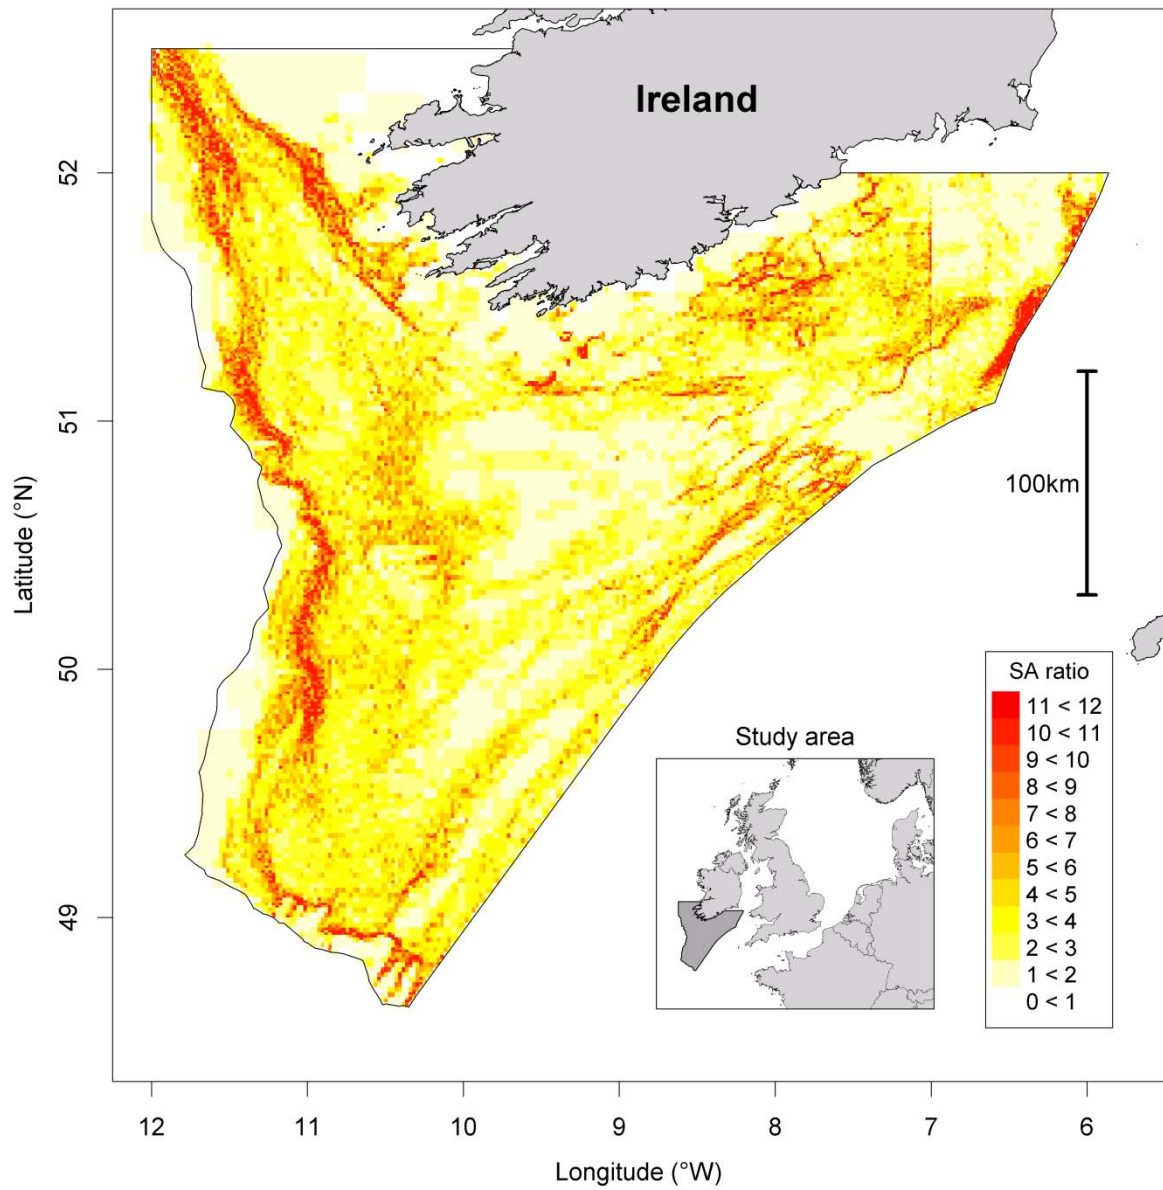 Ireland
52
51
50
49
Latitude (°N)
100km
SA ratio
11 < 12
10 < 11
9 < 10
8 < 9
7 < 8
6 < 7
5 < 6
4 < 5
3 < 4
2 < 3
1 < 2
0 < 1
Study area
12 11 10 9 8 7 6
Longitude (°W)